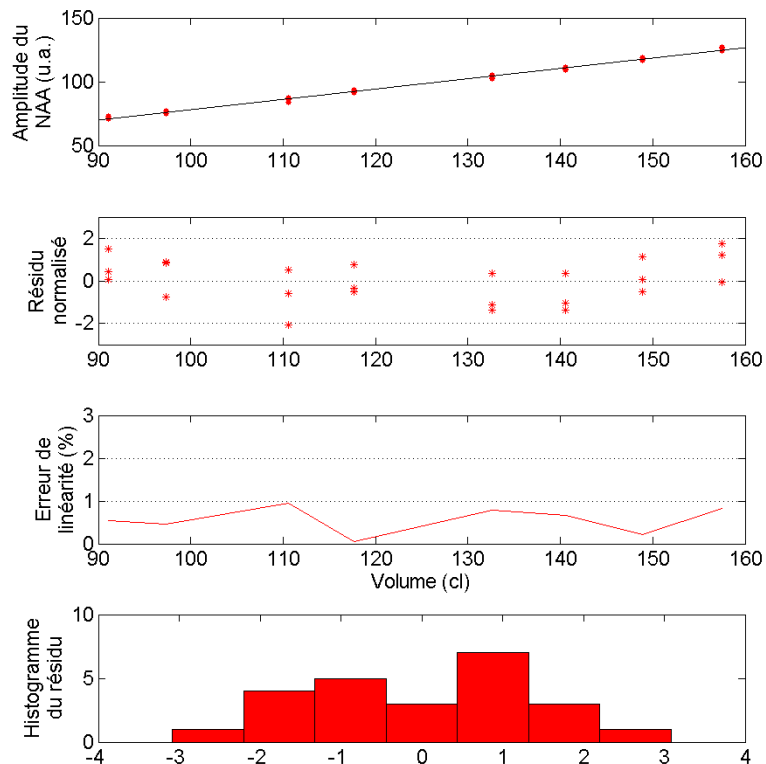 Amplitude du
NAA (u.a.)
150
100
50
90 100 110 120 130 140 150 160
Résidu
normalisé
2
0
-2
90 100 110 120 130 140 150 160
Erreur de
linéarité (%)
3
2
1
0
90 100 110 120 130 140 150 160
Volume (cl)
Histogramme
du résidu
10
5
0
-4 -3 -2 -1 0 1 2 3 4